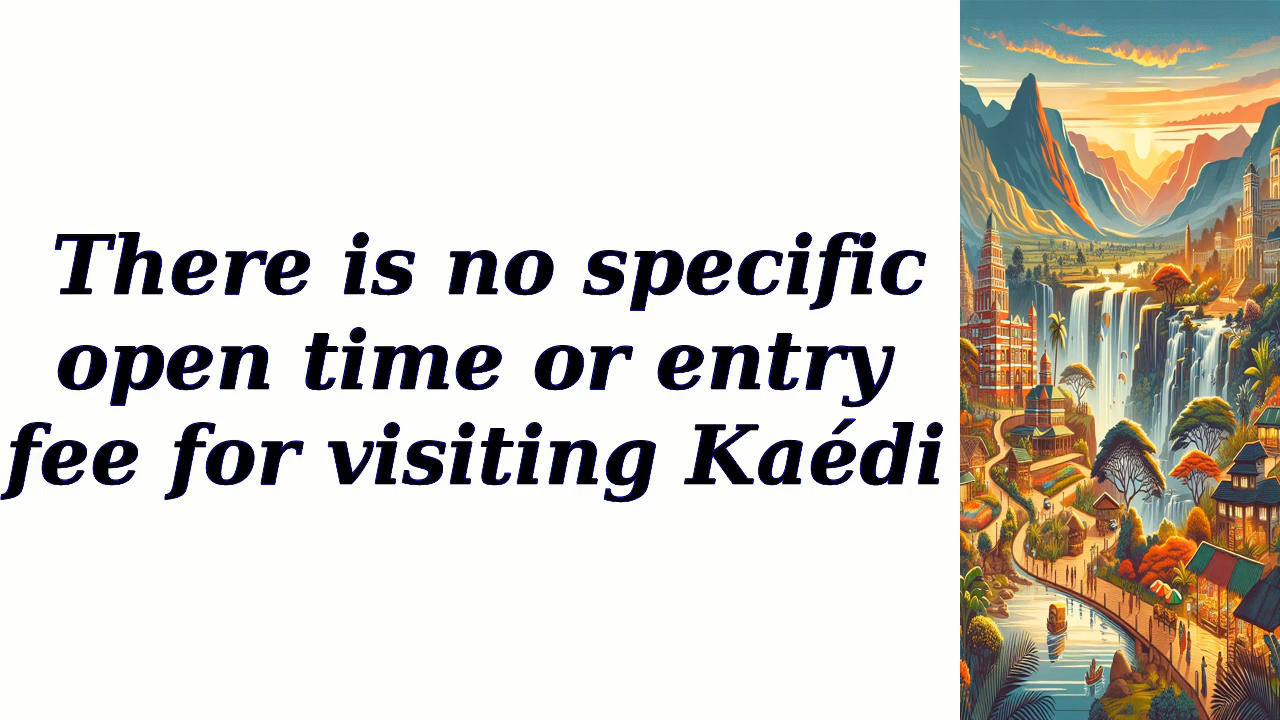 There is no specific
open time or entry
fee for visiting Kaédi